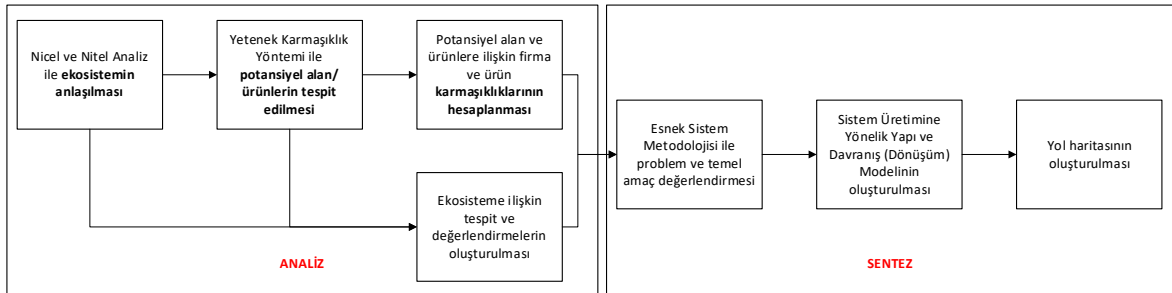 Nicel ve Nitel Analiz
ile ekosistemin
anlaşılması
Yetenek Karmaşıklık
Yöntemi ile
potansiyel alan/
ürünlerin tespit
edilmesi
Potansiyel alan ve
ürünlere ilişkin firma
ve ürün
karmaşıklıklarının
hesaplanması
Ekosisteme ilişkin
tespit ve
değerlendirmelerin
oluşturulması
ANALİZ
Esnek Sistem
Metodolojisi ile
problem ve temel
amaç değerlendirmesi
Sistem Üretimine
Yönelik Yapı ve
Davranış (Dönüşüm)
Modelinin
oluşturulması
Yol haritasının
oluşturulması
SENTEZ